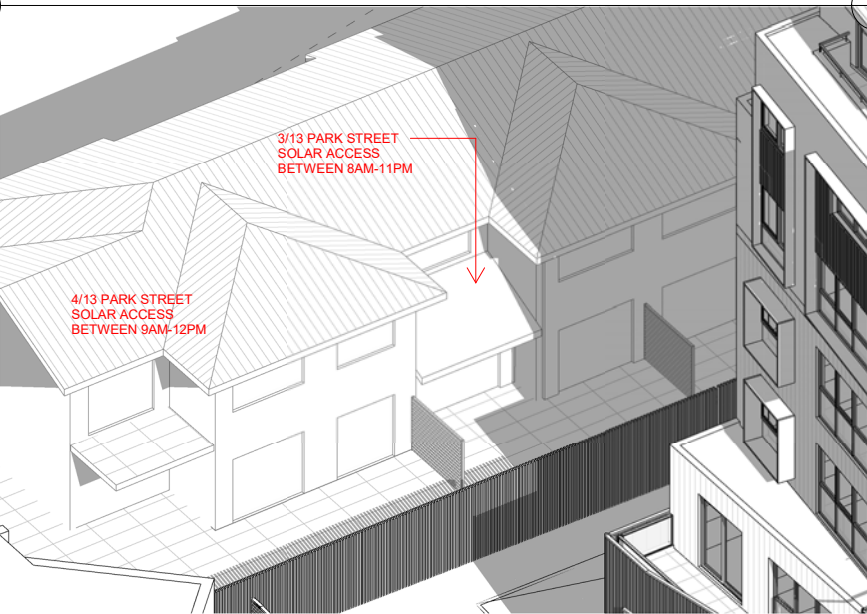 3/13 PARK STREET
SOLAR ACCESS
BETWEEN 8AM-11PM
4/13 PARK STREET
SOLAR ACCESS
BETWEEN 9AM-12PM